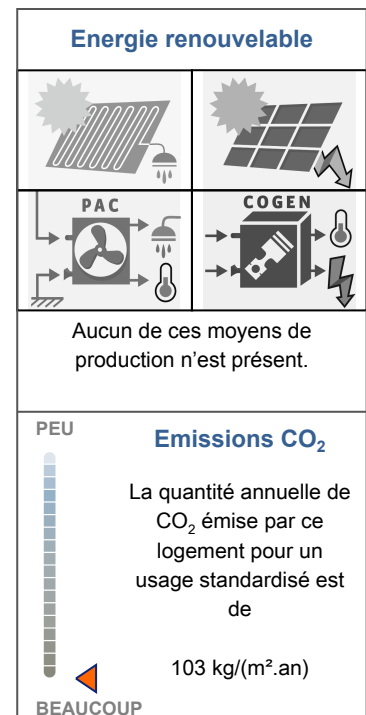 Energie renouvelable
PAC
COGEN
Aucun de ces moyens de
production n'est présent.
PEU
Emissions CO₂
La quantité annuelle de
CO₂ émise par ce
logement pour un
usage standardisé est
de
103 kg/(m².an)
BEAUCOUP